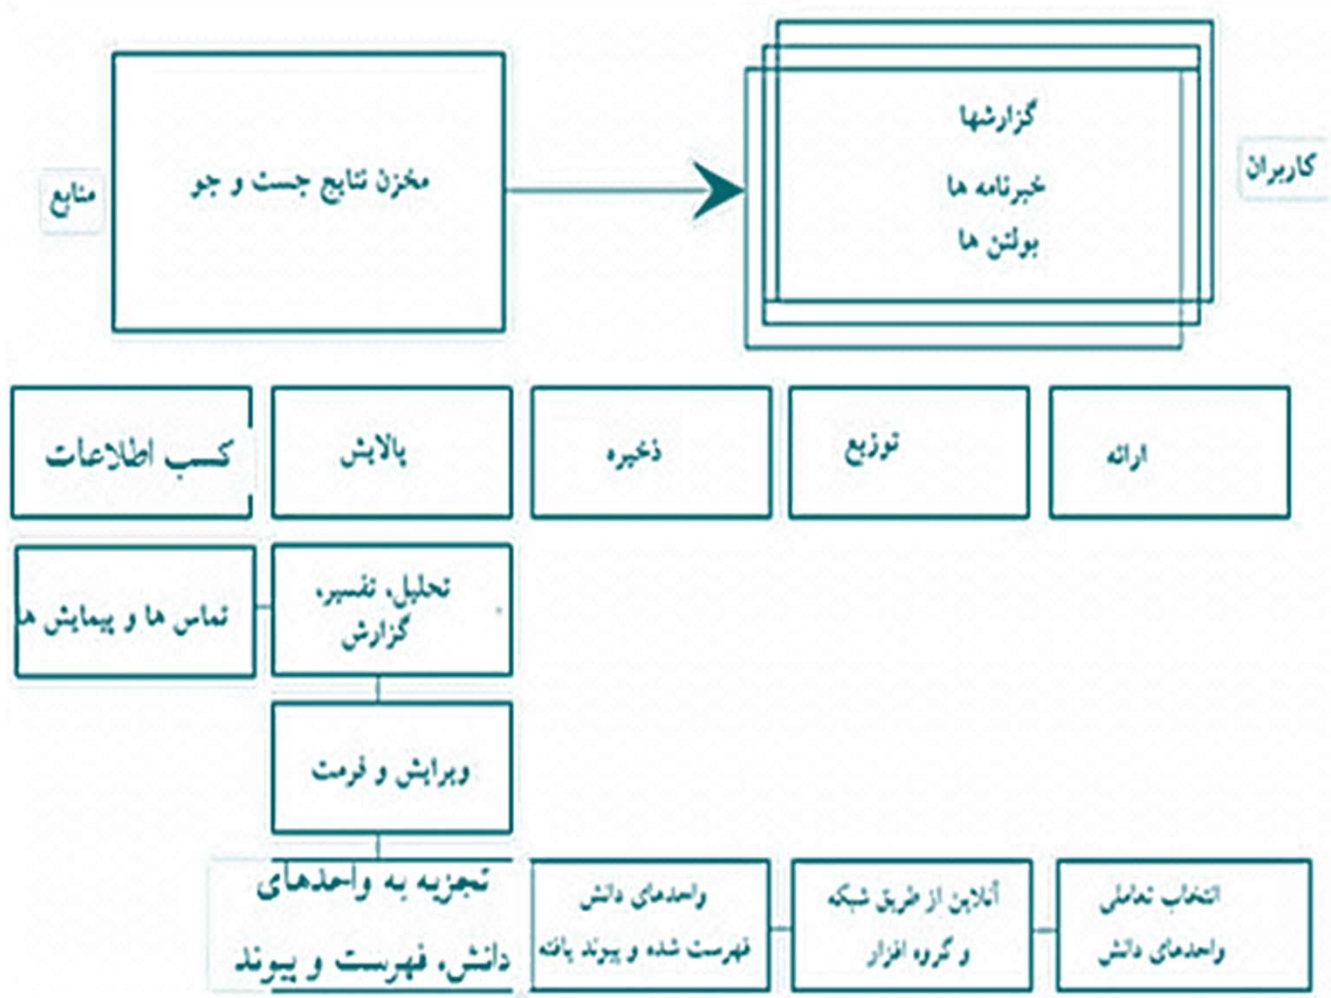 منابع
مخزن نتایج جست و جو
گزارشها
خبرنامه ها
بولتن ها
کاربران
کسب اطلاعات
پالایش
ذخیره
توزیع
ارائه
تماس ها و پیمایش ها
تحلیل، تفسیر،
گزارش
ویرایش و فرمت
تجزیه به واحدهای
دانش، فهرست و پیوند
واحدهای دانش
فهرست شده و پیوند یافته
آنلاین از طریق شبکه
و گروه افزار
انتخاب تعاملی
واحدهای دانش